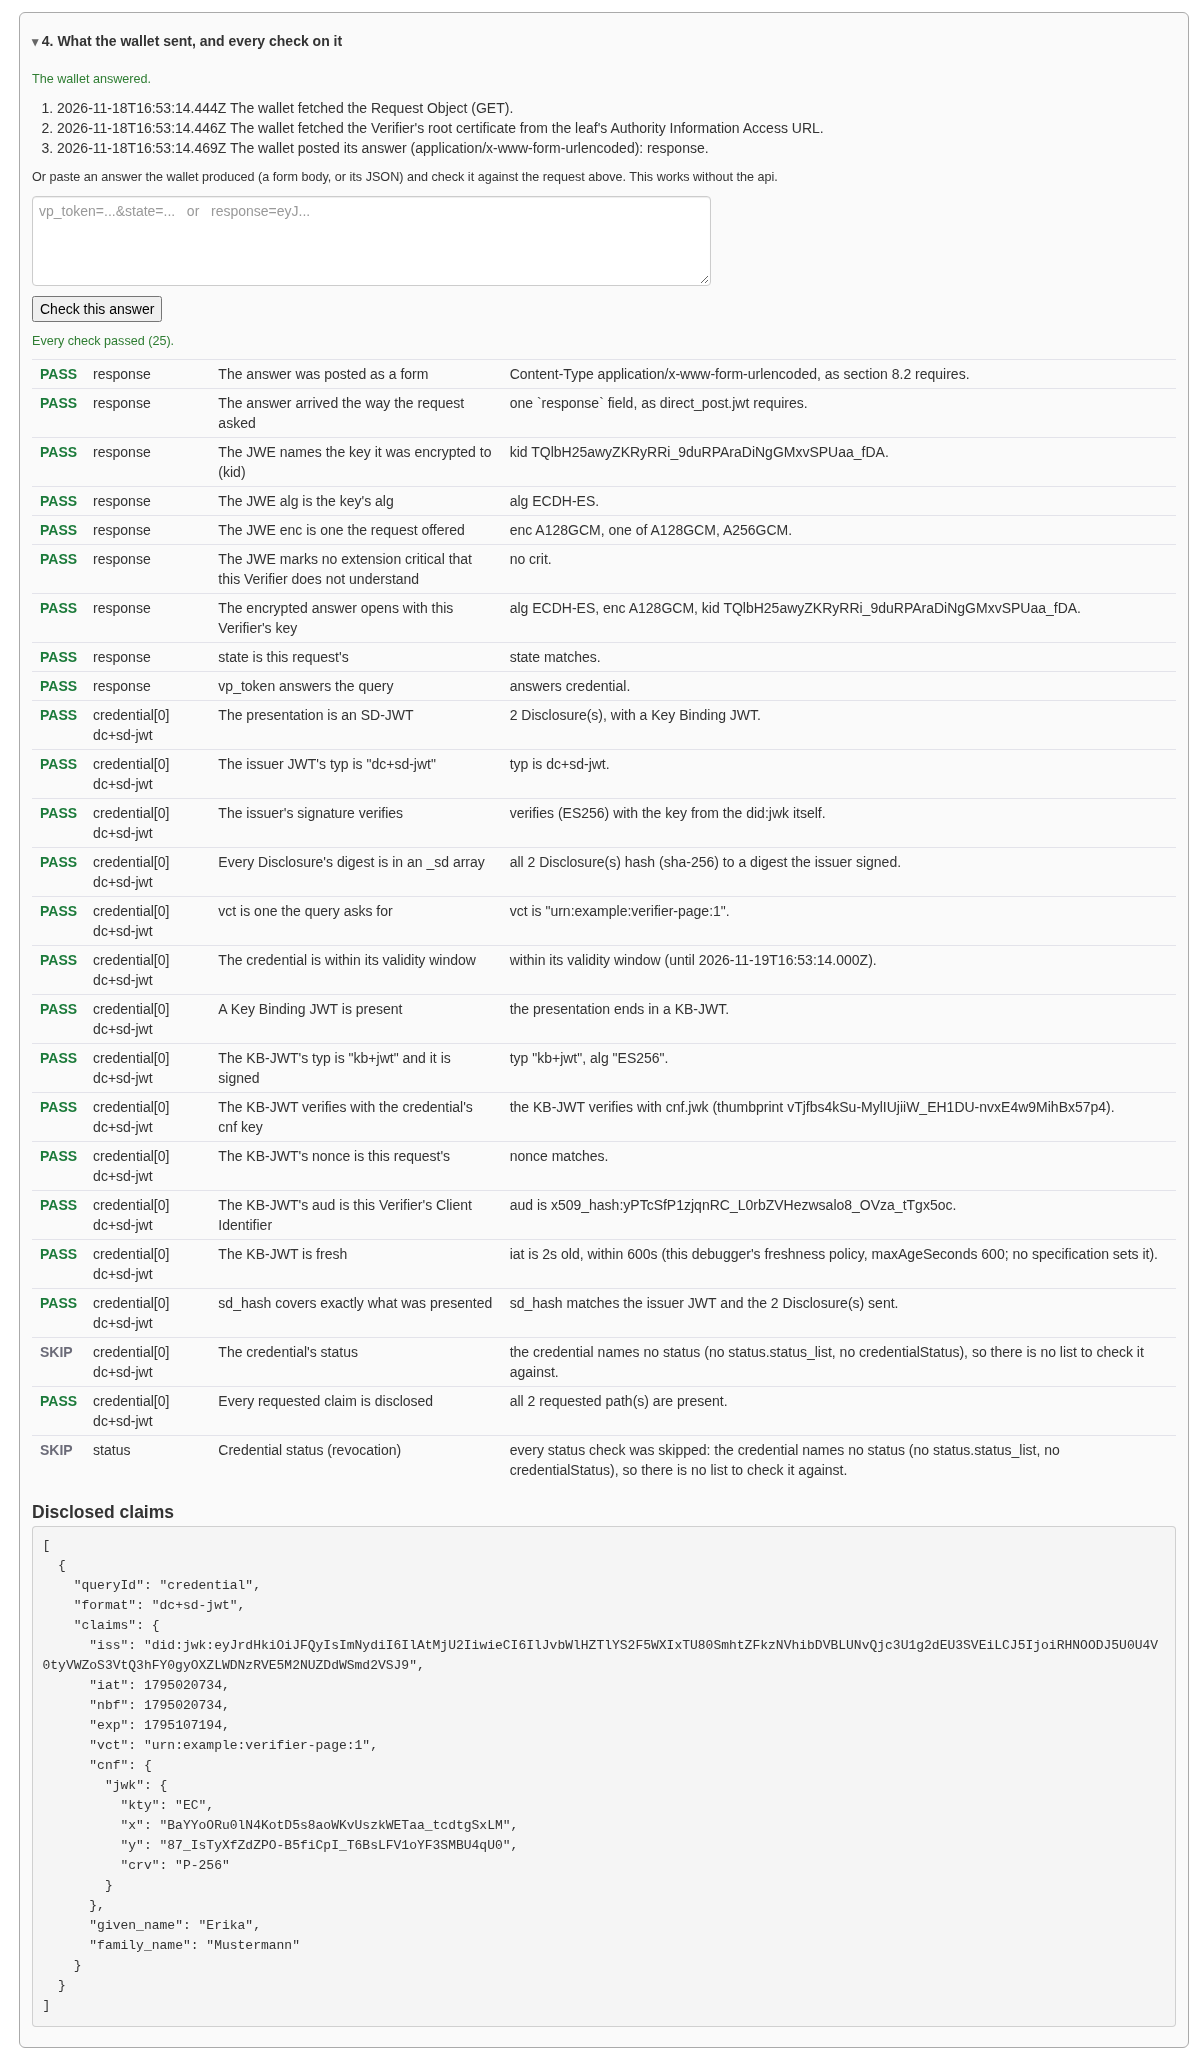 ▾ 4. What the wallet sent, and every check on it
The wallet answered.
1. 2026-11-18T16:53:14.444Z The wallet fetched the Request Object (GET).
2. 2026-11-18T16:53:14.446Z The wallet fetched the Verifier's root certificate from the leaf's Authority Information Access URL.
3. 2026-11-18T16:53:14.469Z The wallet posted its answer (application/x-www-form-urlencoded): response.
Or paste an answer the wallet produced (a form body, or its JSON) and check it against the request above. This works without the api.
vp_token=...&state=...   or   response=eyJ...
Check this answer
Every check passed (25).
PASS response The answer was posted as a form Content-Type application/x-www-form-urlencoded, as section 8.2 requires.
PASS response The answer arrived the way the request one `response` field, as direct_post.jwt requires.
asked
PASS response The JWE names the key it was encrypted to kid TQlbH25awyZKRyRRi_9duRPAraDiNgGMxvSPUaa_fDA.
(kid)
PASS response The JWE alg is the key's alg alg ECDH-ES.
PASS response The JWE enc is one the request offered enc A128GCM, one of A128GCM, A256GCM.
PASS response The JWE marks no extension critical that no crit.
this Verifier does not understand
PASS response The encrypted answer opens with this alg ECDH-ES, enc A128GCM, kid TQlbH25awyZKRyRRi_9duRPAraDiNgGMxvSPUaa_fDA.
Verifier's key
PASS response state is this request's state matches.
PASS response vp_token answers the query answers credential.
PASS credential[0] The presentation is an SD-JWT 2 Disclosure(s), with a Key Binding JWT.
dc+sd-jwt
PASS credential[0] The issuer JWT's typ is "dc+sd-jwt" typ is dc+sd-jwt.
dc+sd-jwt
PASS credential[0] The issuer's signature verifies verifies (ES256) with the key from the did:jwk itself.
dc+sd-jwt
PASS credential[0] Every Disclosure's digest is in an _sd array all 2 Disclosure(s) hash (sha-256) to a digest the issuer signed.
dc+sd-jwt
PASS credential[0] vct is one the query asks for vct is "urn:example:verifier-page:1".
dc+sd-jwt
PASS credential[0] The credential is within its validity window within its validity window (until 2026-11-19T16:53:14.000Z).
dc+sd-jwt
PASS credential[0] A Key Binding JWT is present the presentation ends in a KB-JWT.
dc+sd-jwt
PASS credential[0] The KB-JWT's typ is "kb+jwt" and it is typ "kb+jwt", alg "ES256".
dc+sd-jwt signed
PASS credential[0] The KB-JWT verifies with the credential's the KB-JWT verifies with cnf.jwk (thumbprint vTjfbs4kSu-MylIUjiiW_EH1DU-nvxE4w9MihBx57p4).
dc+sd-jwt cnf key
PASS credential[0] The KB-JWT's nonce is this request's nonce matches.
dc+sd-jwt
PASS credential[0] The KB-JWT's aud is this Verifier's Client aud is x509_hash:yPTcSfP1zjqnRC_L0rbZVHezwsalo8_OVza_tTgx5oc.
dc+sd-jwt Identifier
PASS credential[0] The KB-JWT is fresh iat is 2s old, within 600s (this debugger's freshness policy, maxAgeSeconds 600; no specification sets it).
dc+sd-jwt
PASS credential[0] sd_hash covers exactly what was presented sd_hash matches the issuer JWT and the 2 Disclosure(s) sent.
dc+sd-jwt
SKIP credential[0] The credential's status the credential names no status (no status.status_list, no credentialStatus), so there is no list to check it
dc+sd-jwt against.
PASS credential[0] Every requested claim is disclosed all 2 requested path(s) are present.
dc+sd-jwt
SKIP status Credential status (revocation) every status check was skipped: the credential names no status (no status.status_list, no
credentialStatus), so there is no list to check it against.
Disclosed claims
[
  {
    "queryId": "credential",
    "format": "dc+sd-jwt",
    "claims": {
      "iss": "did:jwk:eyJrdHkiOiJFQyIsImNydiI6IlAtMjU2IiwieCI6IlJvbWlHZTlYS2F5WXIxTU80SmhtZFkzNVhibDVBLUNvQjc3U1g2dEU3SVEiLCJ5IjoiRHNOODJ5U0U4V
0tyVWZoS3VtQ3hFY0gyOXZLWDNzRVE5M2NUZDdWSmd2VSJ9",
      "iat": 1795020734,
      "nbf": 1795020734,
      "exp": 1795107194,
      "vct": "urn:example:verifier-page:1",
      "cnf": {
        "jwk": {
          "kty": "EC",
          "x": "BaYYoORu0lN4KotD5s8aoWKvUszkWETaa_tcdtgSxLM",
          "y": "87_IsTyXfZdZPO-B5fiCpI_T6BsLFV1oYF3SMBU4qU0",
          "crv": "P-256"
        }
      },
      "given_name": "Erika",
      "family_name": "Mustermann"
    }
  }
]